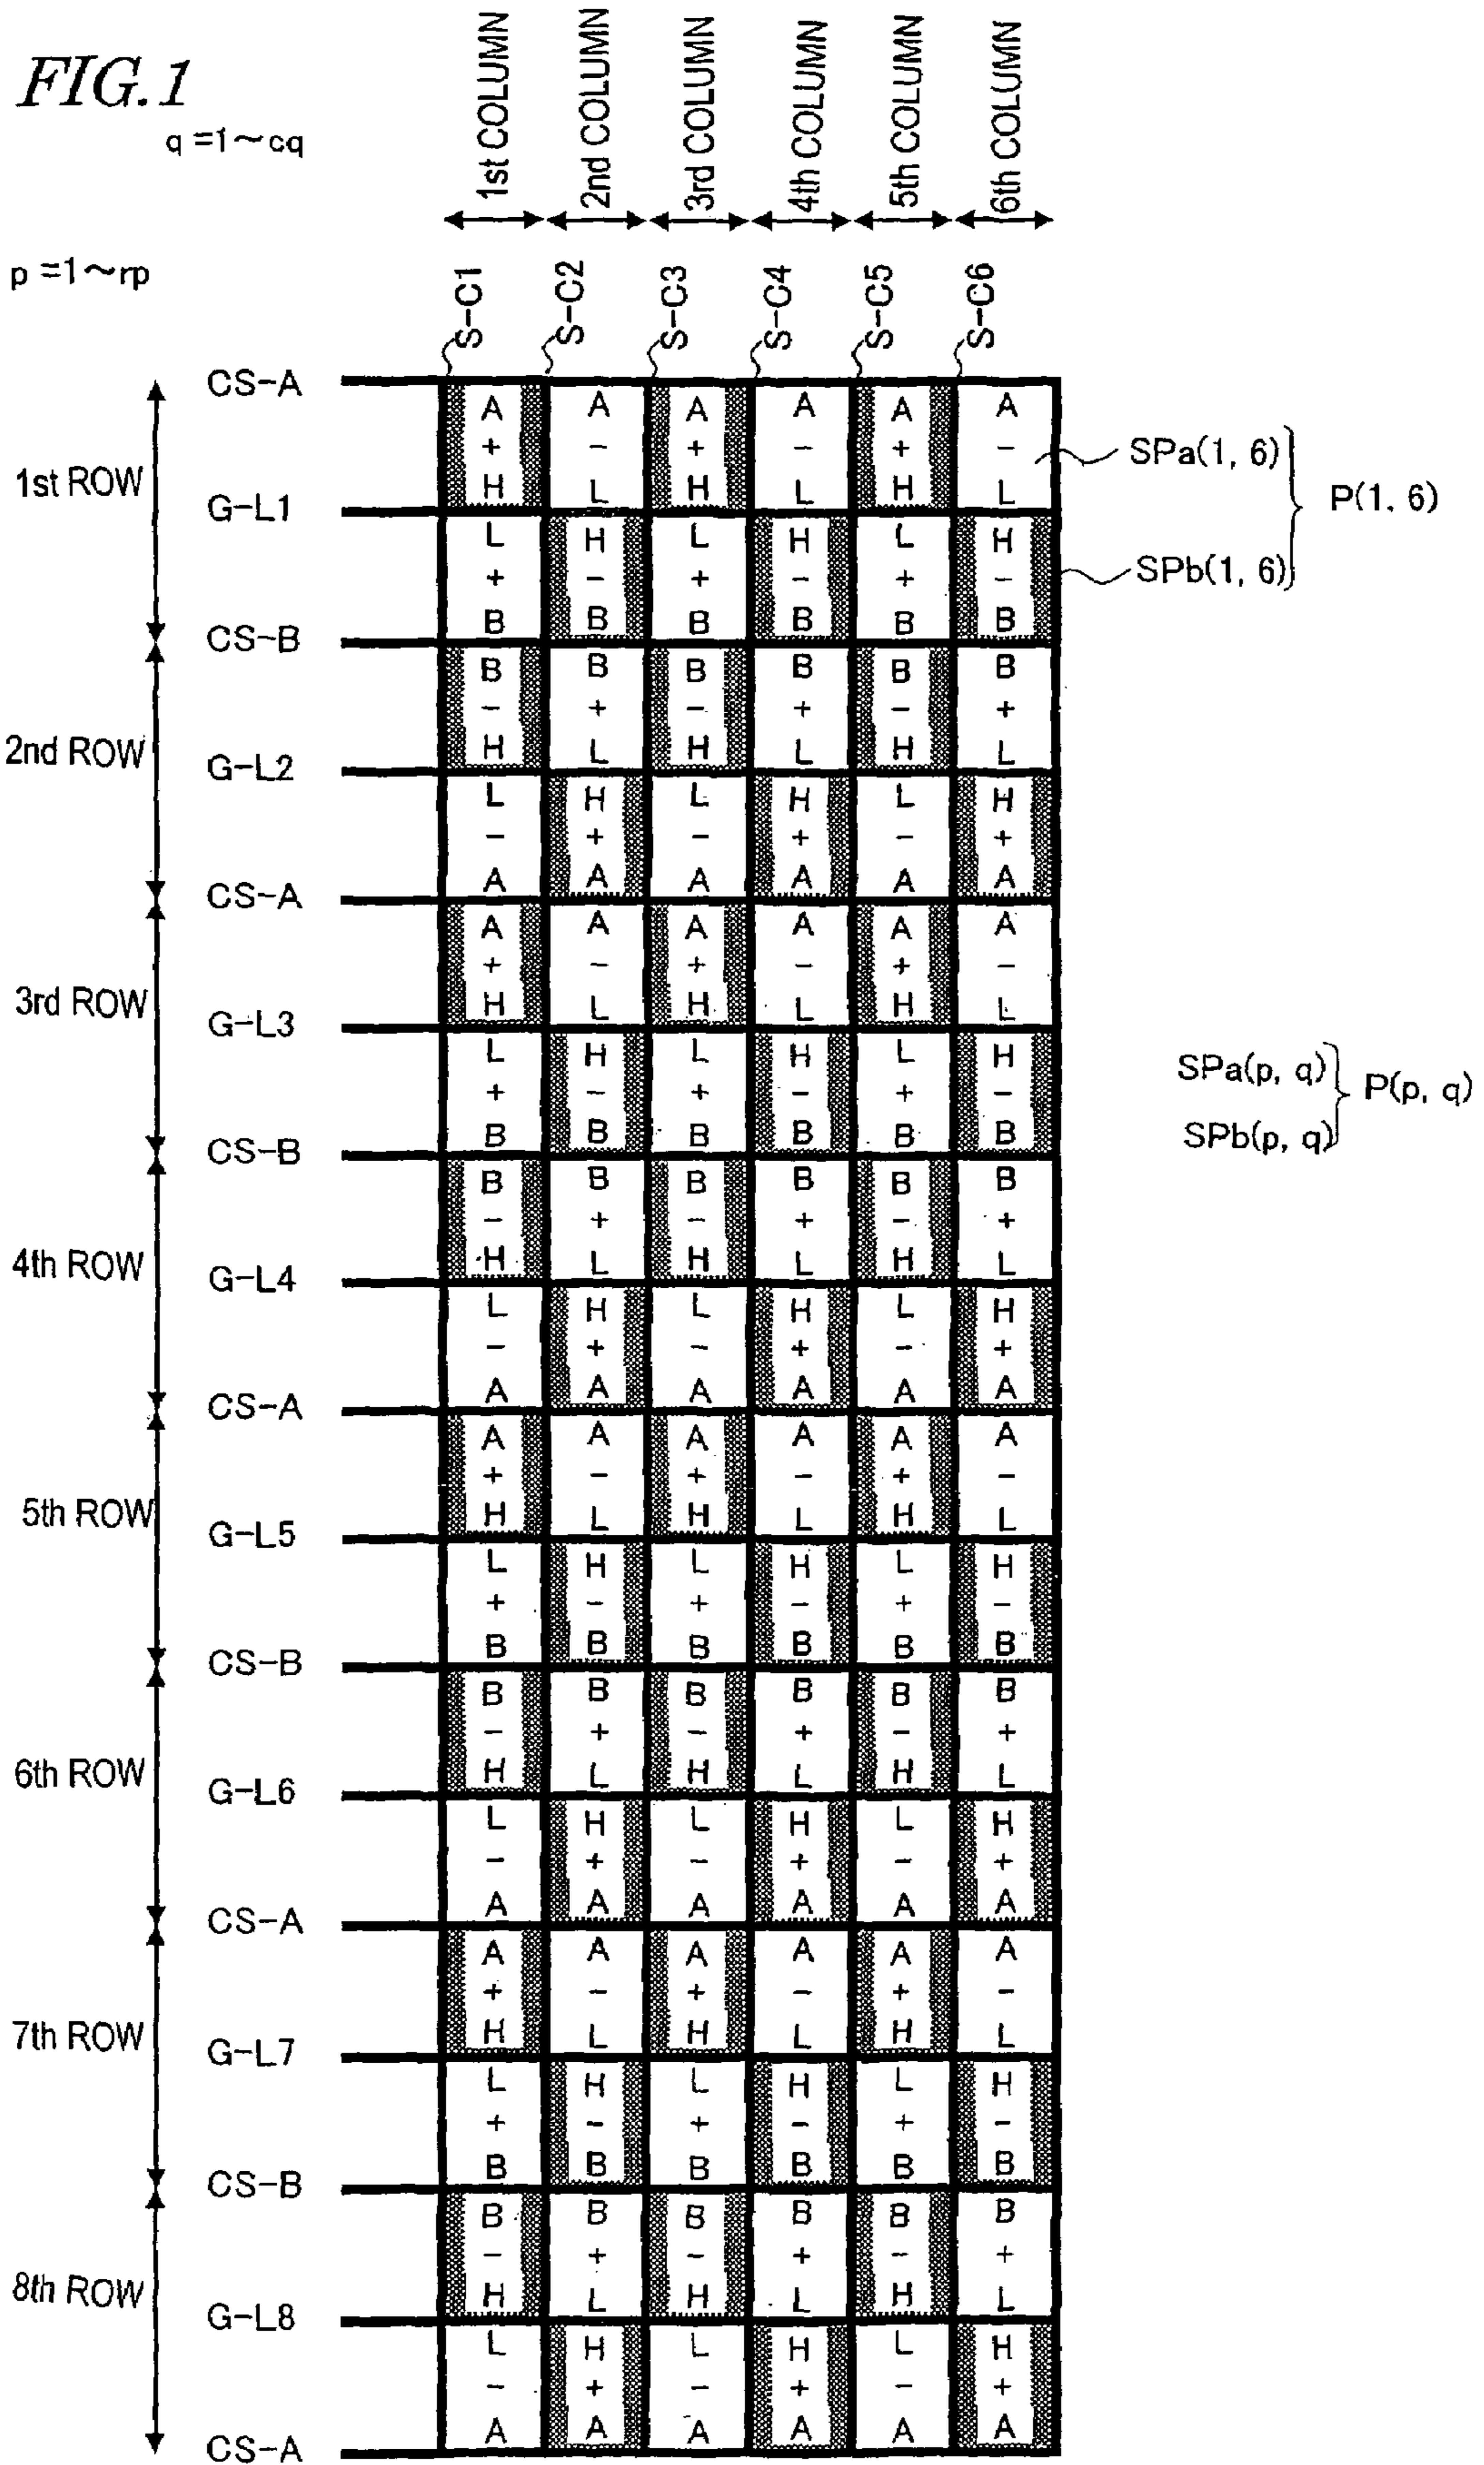 FIG.1
q =1～cq
1st COLUMN
2nd COLUMN
3rd COLUMN
4th COLUMN
5th COLUMN
6th COLUMN
p =1～rp
S-C1
S-C2
S-C3
S-C4
S-C5
S-C6
CS-A
A A A A A A
+ − + − + −
H L H L H L
SPa(1, 6)
P(1, 6)
1st ROW
G-L1
L H L H L H
+ − + − + −
B B B B B B
SPb(1, 6)
CS-B
B B B B B B
− + − + − +
H L H L H L
2nd ROW
G-L2
L H L H L H
− + − + − +
A A A A A A
CS-A
A A A A A A
+ − + − + −
H L H L H L
3rd ROW
G-L3
L H L H L H
+ − + − + −
B B B B B B
SPa(p, q)
P(p, q)
SPb(p, q)
CS-B
B B B B B B
− + − + − +
H L H L H L
4th ROW
G-L4
L H L H L H
− + − + − +
A A A A A A
CS-A
A A A A A A
+ − + − + −
H L H L H L
5th ROW
G-L5
L H L H L H
+ − + − + −
B B B B B B
CS-B
B B B B B B
− + − + − +
H L H L H L
6th ROW
G-L6
L H L H L H
− + − + − +
A A A A A A
CS-A
A A A A A A
+ − + − + −
H L H L H L
7th ROW
G-L7
L H L H L H
+ − + − + −
B B B B B B
CS-B
B B B B B B
− + − + − +
H L H L H L
8th ROW
G-L8
L H L H L H
− + − + − +
A A A A A A
CS-A